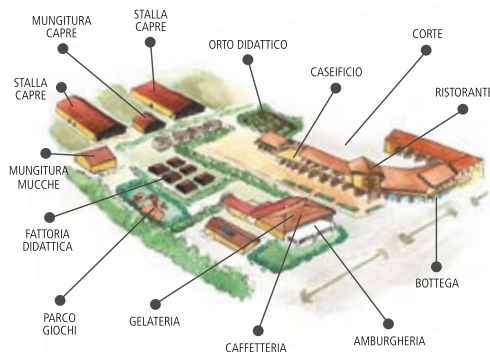 MUNGITURA
CAPRE
STALLA
CAPRE
ORTO DIDATTICO
CORTE
CASEIFICIO
RISTORANTE
STALLA
CAPRE
MUNGITURA
MUCCHE
FATTORIA
DIDATTICA
PARCO
GIOCHI
GELATERIA
CAFFETTERIA
AMBURGHERIA
BOTTEGA